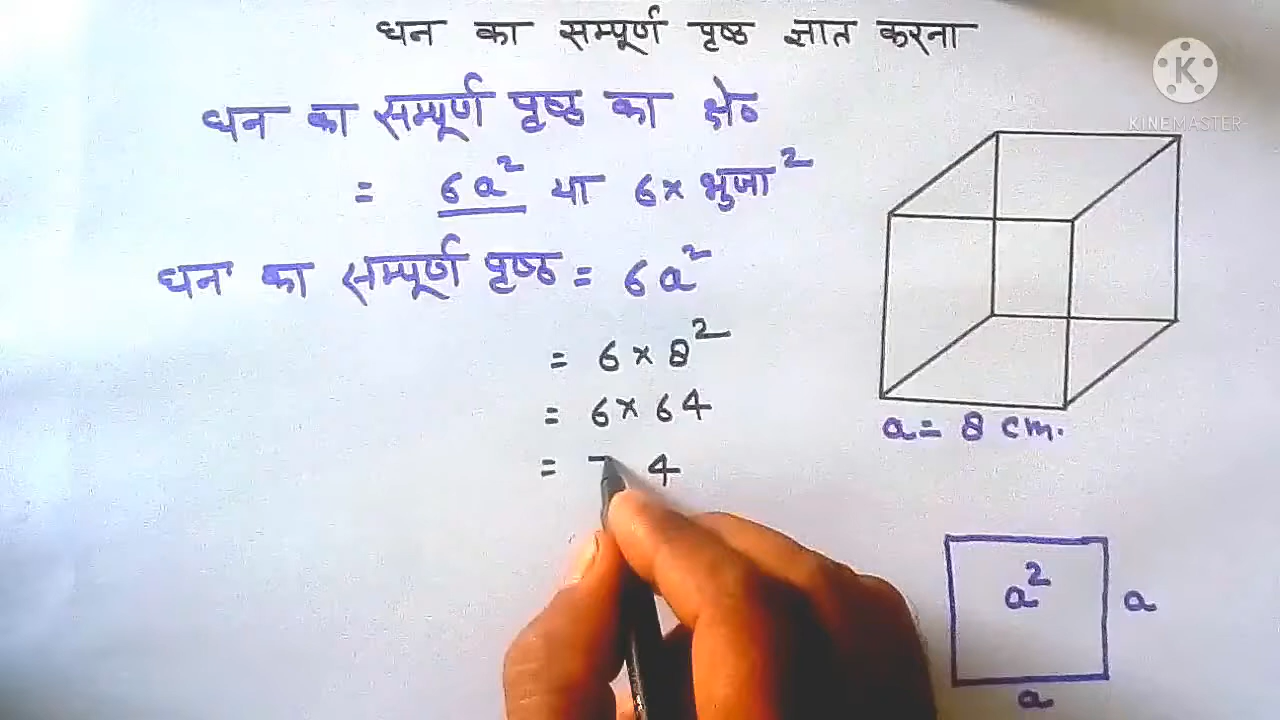 धन का सम्पूर्ण पृष्ठ ज्ञात करना
K
KINEMASTER
धन का सम्पूर्ण पृष्ठ का क्षे०
= 6a² या 6× भुजा²
धन का सम्पूर्ण पृष्ठ = 6a²
= 6 × 8²
= 6 × 64
= 4
a = 8 cm.
a²
a
a